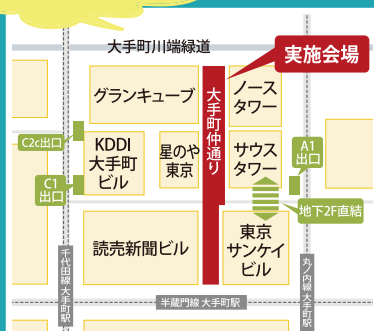 大手町川端緑道
実施会場
グランキューブ
大手町仲通り
ノース
タワー
C2c出口
KDDI
大手町
ビル
星のや
東京
サウス
タワー
A1
出口
C1
出口
地下2F直結
読売新聞ビル
東京
サンケイ
ビル
千代田線 大手町駅
丸ノ内線 大手町駅
半蔵門線 大手町駅